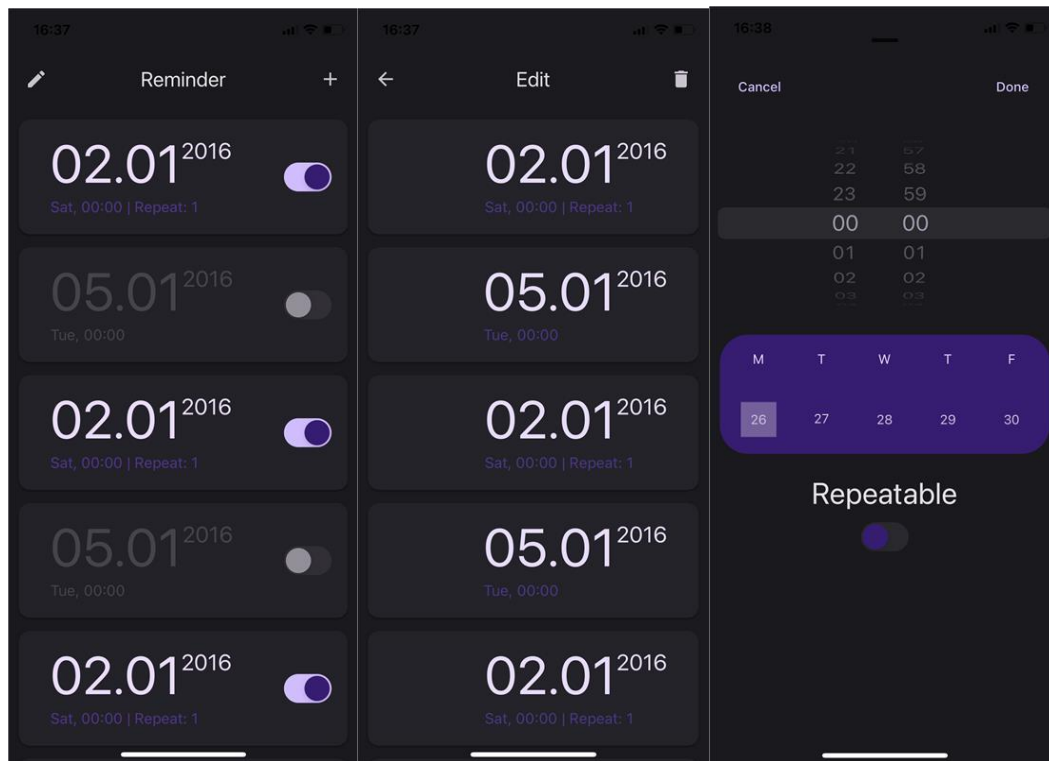 16:37
Reminder
+
02.01 2016
Sat, 00:00 | Repeat: 1
05.01 2016
Tue, 00:00
02.01 2016
Sat, 00:00 | Repeat: 1
05.01 2016
Tue, 00:00
02.01 2016
Sat, 00:00 | Repeat: 1
16:37
Edit
02.01 2016
Sat, 00:00 | Repeat: 1
05.01 2016
Tue, 00:00
02.01 2016
Sat, 00:00 | Repeat: 1
05.01 2016
Tue, 00:00
02.01 2016
Sat, 00:00 | Repeat: 1
16:38
Cancel Done
21 57
22 58
23 59
00 00
01 01
02 02
03 03
M T W T F
26 27 28 29 30
Repeatable